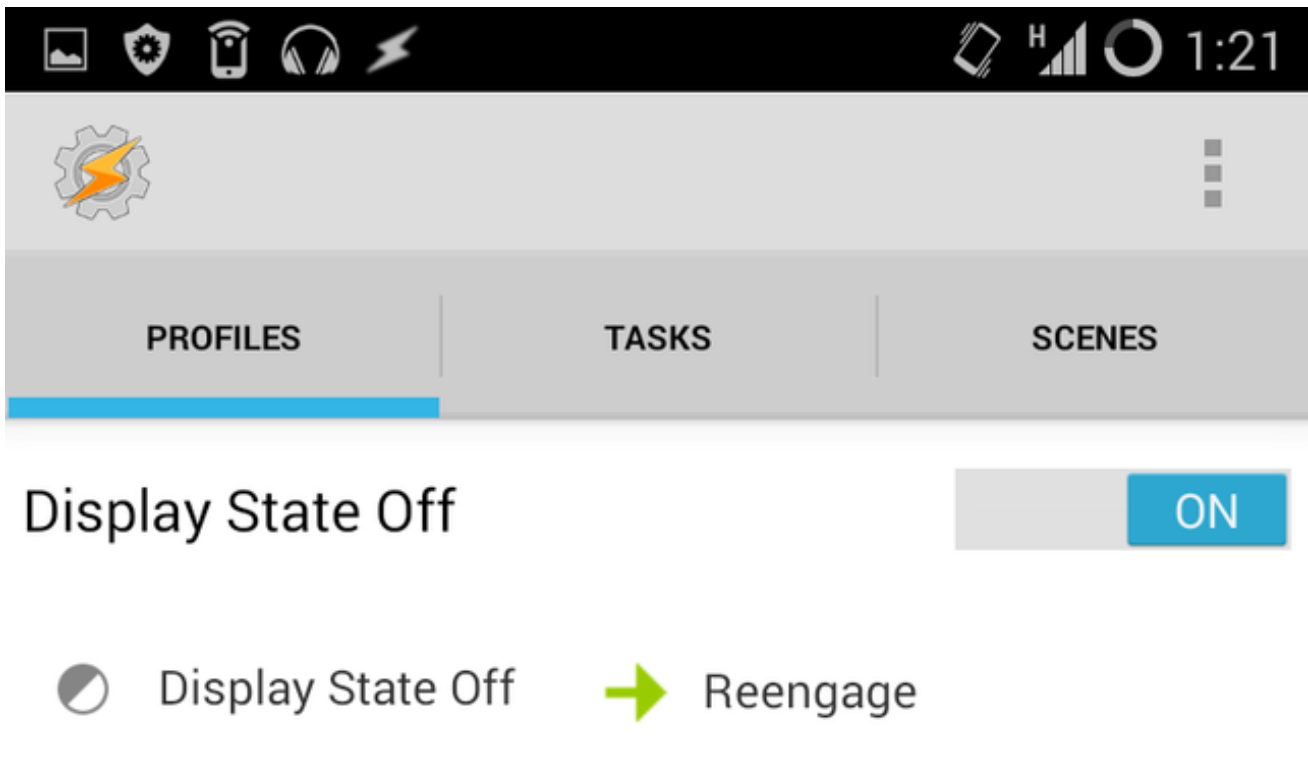 H 1:21
PROFILES TASKS SCENES
Display State Off ON
Display State Off Reengage